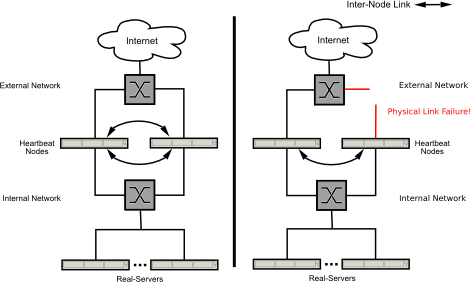 Inter-Node Link
Internet
Internet
External Network
External Network
Physical Link Failure!
Heartbeat
Nodes
Heartbeat
Nodes
Internal Network
Internal Network
Real-Servers
Real-Servers